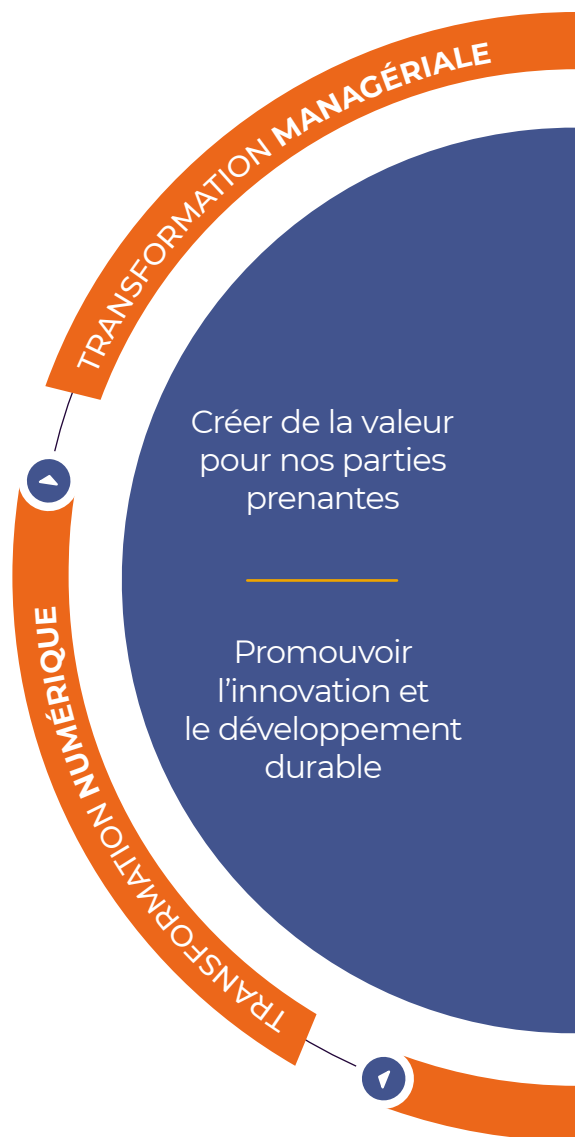 TRANSFORMATION MANAGÉRIALE
Créer de la valeur
pour nos parties
prenantes
Promouvoir
l’innovation et
le développement
durable
TRANSFORMATION NUMÉRIQUE